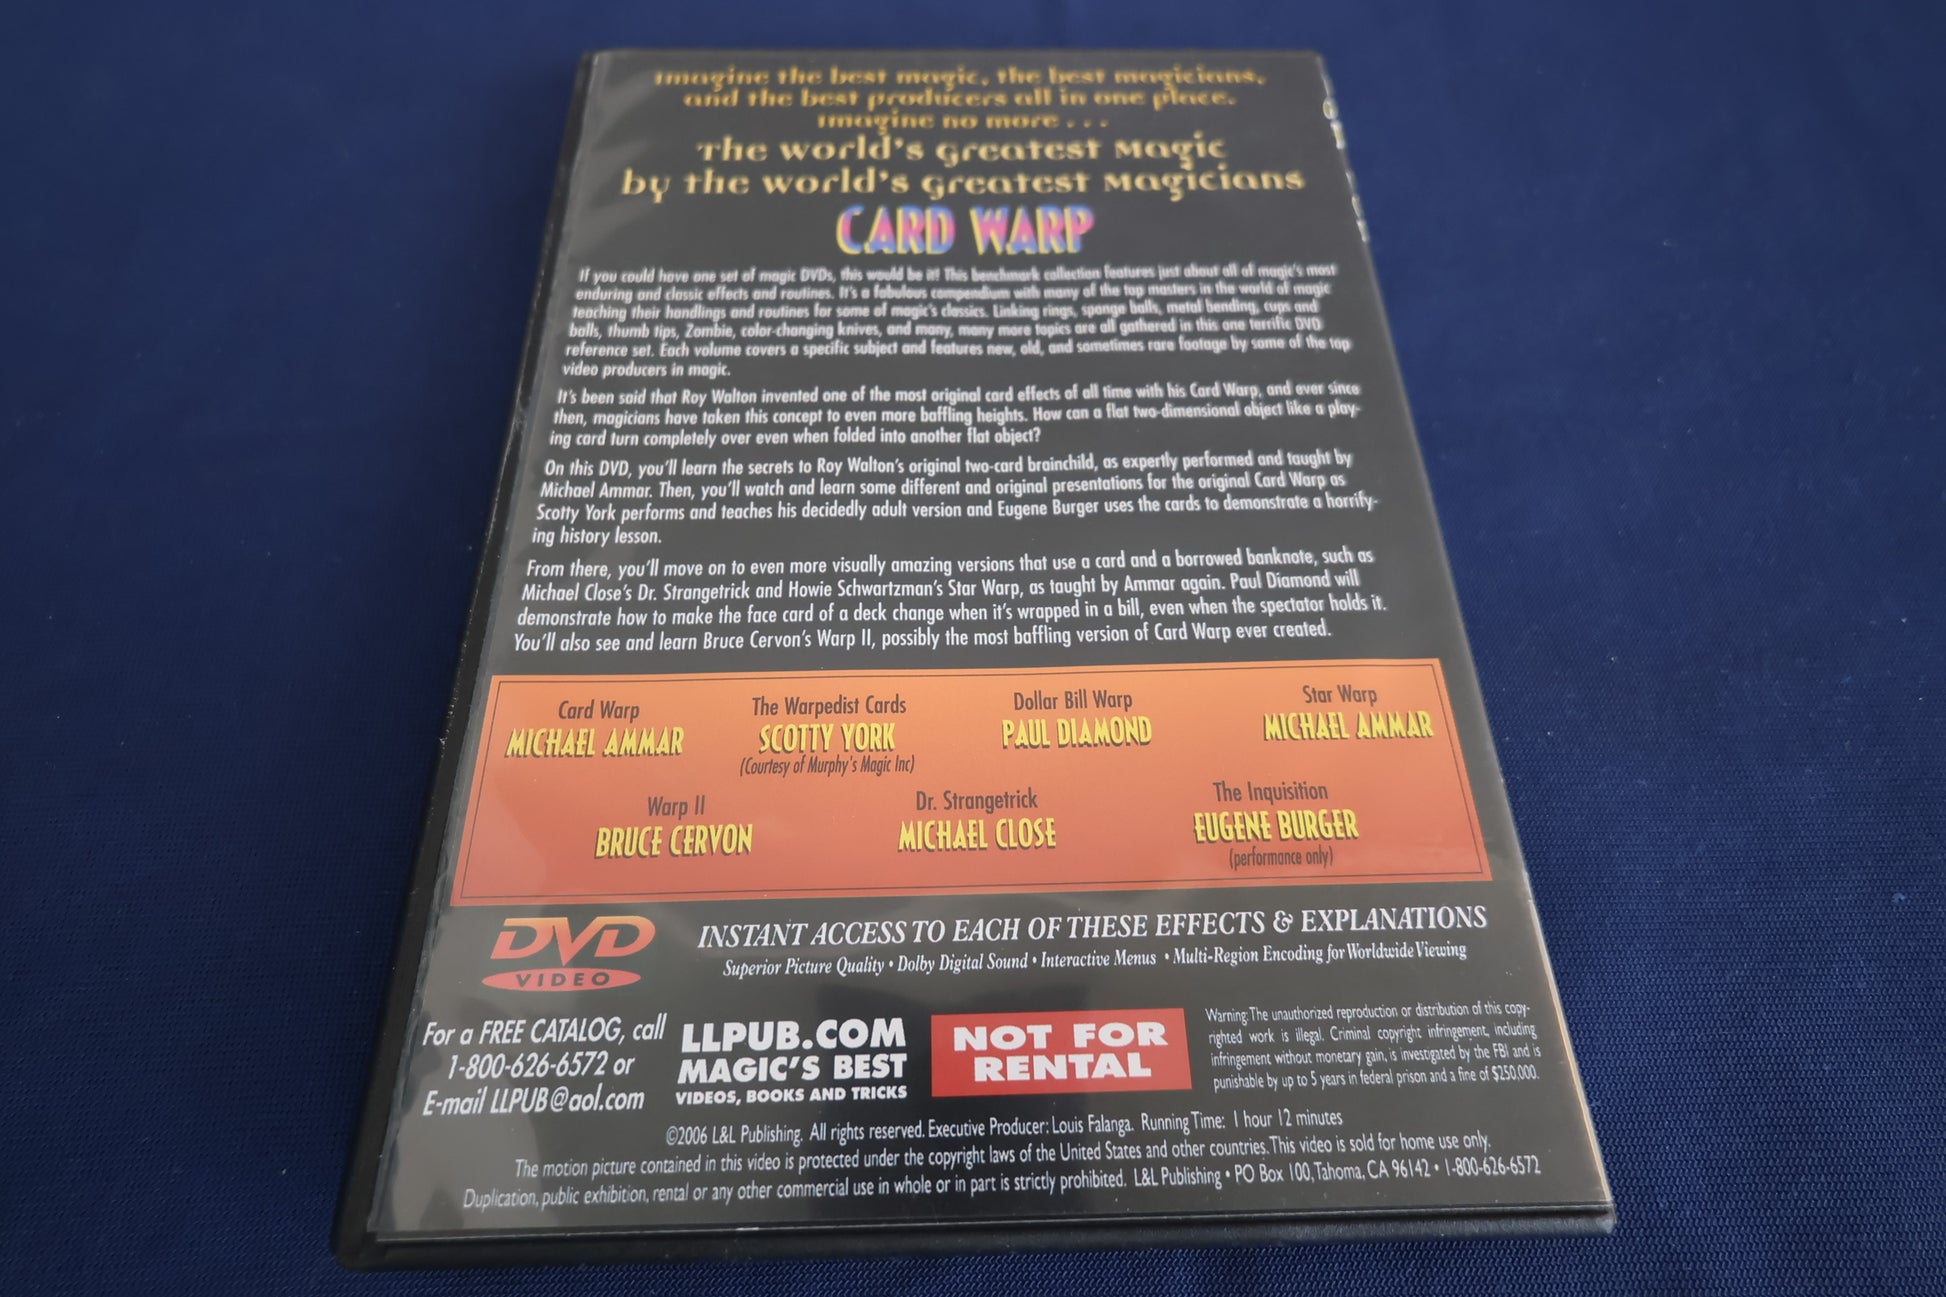 Imagine the best magic, the best magicians,
and the best producers all in one place.
Imagine no more . . .
The World's Greatest Magic
by the World's Greatest Magicians
CARD WARP
If you could have one set of magic DVDs, this would be it! This benchmark collection features just about all of magic's most
enduring and classic effects and routines. It's a fabulous compendium with many of the top masters in the world of magic
teaching their handlings and routines for some of magic's classics. Linking rings, sponge balls, metal bending, cups and
balls, thumb tips, Zombie, color-changing knives, and many, many more topics are all gathered in this one terrific DVD
reference set. Each volume covers a specific subject and features new, old, and sometimes rare footage by some of the top
video producers in magic.
It's been said that Roy Walton invented one of the most original card effects of all time with his Card Warp, and ever since
then, magicians have taken this concept to even more baffling heights. How can a flat two-dimensional object like a play-
ing card turn completely over even when folded into another flat object?
On this DVD, you'll learn the secrets to Roy Walton's original two-card brainchild, as expertly performed and taught by
Michael Ammar. Then, you'll watch and learn some different and original presentations for the original Card Warp as
Scotty York performs and teaches his decidedly adult version and Eugene Burger uses the cards to demonstrate a horrify-
ing history lesson.
From there, you'll move on to even more visually amazing versions that use a card and a borrowed banknote, such as
Michael Close's Dr. Strangetrick and Howie Schwartzman's Star Warp, as taught by Ammar again. Paul Diamond will
demonstrate how to make the face card of a deck change when it's wrapped in a bill, even when the spectator holds it.
You'll also see and learn Bruce Cervon's Warp II, possibly the most baffling version of Card Warp ever created.
Card Warp
MICHAEL AMMAR
The Warpedist Cards
SCOTTY YORK
(Courtesy of Murphy's Magic Inc)
Dollar Bill Warp
PAUL DIAMOND
Star Warp
MICHAEL AMMAR
Warp II
BRUCE CERVON
Dr. Strangetrick
MICHAEL CLOSE
The Inquisition
EUGENE BURGER
(performance only)
DVD
VIDEO
INSTANT ACCESS TO EACH OF THESE EFFECTS & EXPLANATIONS
Superior Picture Quality • Dolby Digital Sound • Interactive Menus • Multi-Region Encoding for Worldwide Viewing
For a FREE CATALOG, call
1-800-626-6572 or
E-mail LLPUB@aol.com
LLPUB.COM
MAGIC'S BEST
VIDEOS, BOOKS AND TRICKS
NOT FOR
RENTAL
Warning: The unauthorized reproduction or distribution of this copy-
righted work is illegal. Criminal copyright infringement, including
infringement without monetary gain, is investigated by the FBI and is
punishable by up to 5 years in federal prison and a fine of $250,000.
©2006 L&L Publishing. All rights reserved. Executive Producer: Louis Falanga. Running Time: 1 hour 12 minutes
The motion picture contained in this video is protected under the copyright laws of the United States and other countries. This video is sold for home use only.
Duplication, public exhibition, rental or any other commercial use in whole or in part is strictly prohibited. L&L Publishing • PO Box 100, Tahoma, CA 96142 • 1-800-626-6572